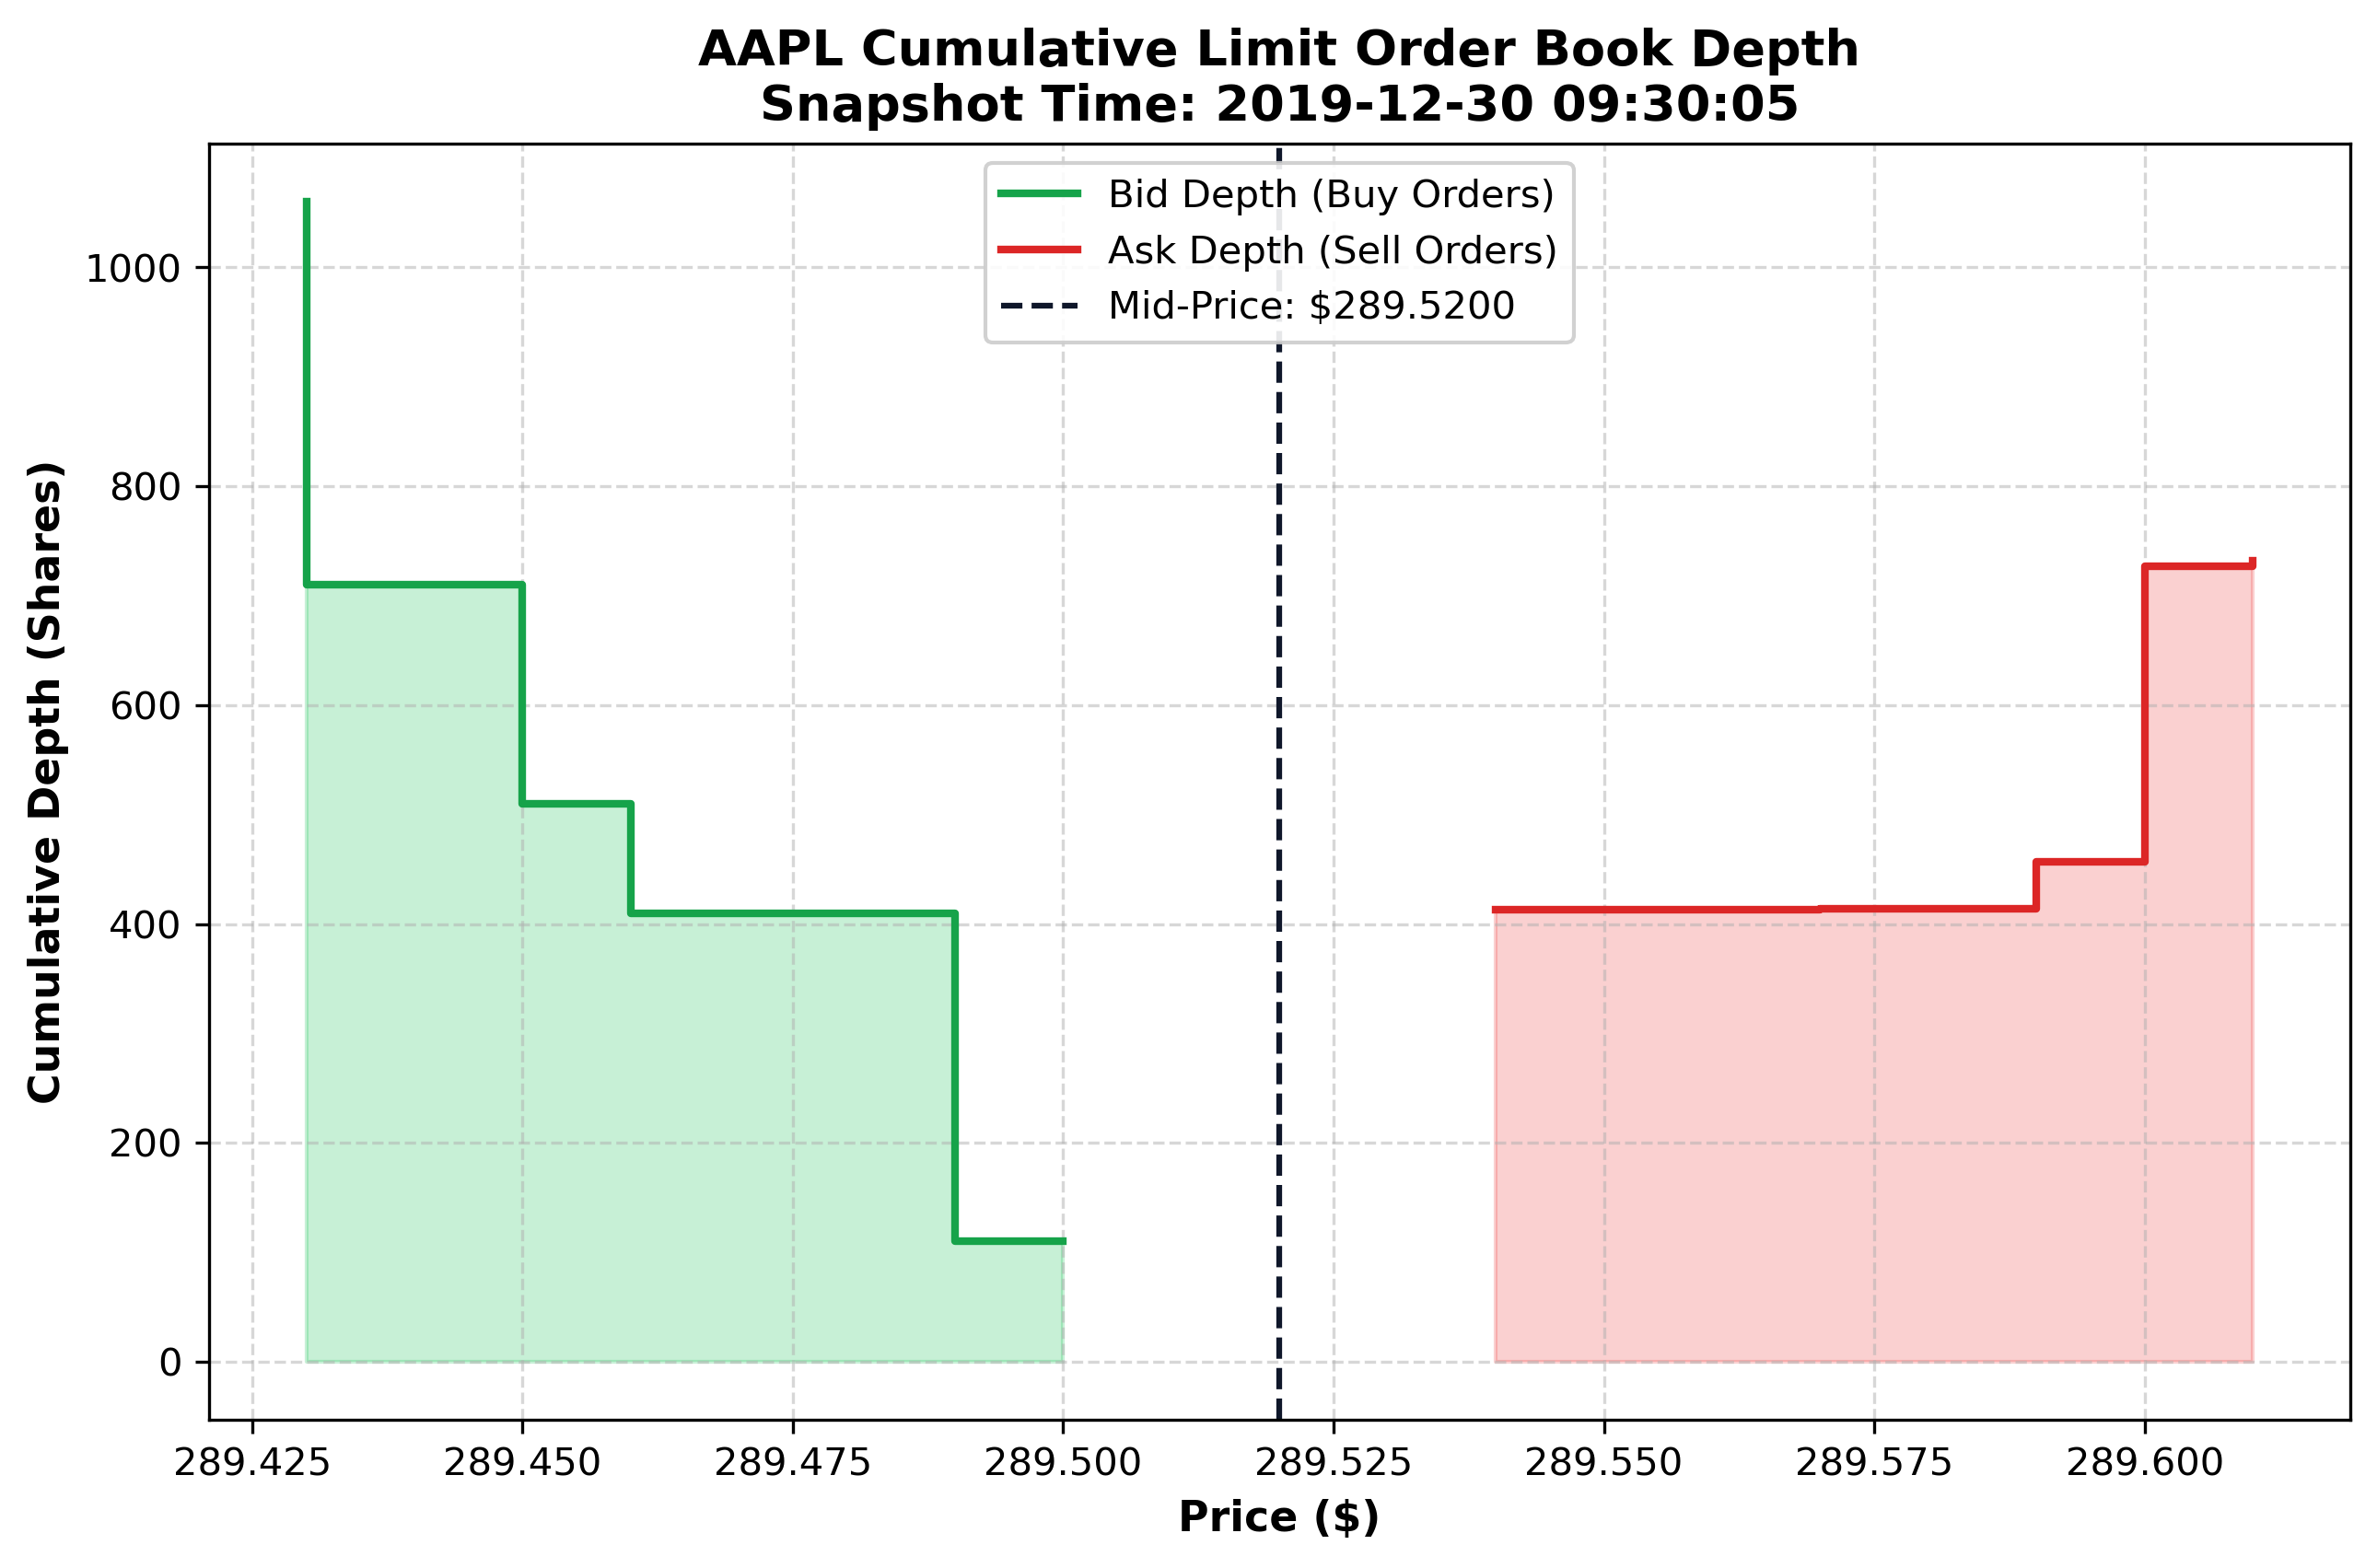 AAPL Cumulative Limit Order Book Depth
Snapshot Time: 2019-12-30 09:30:05
Bid Depth (Buy Orders)
Ask Depth (Sell Orders)
Mid-Price: $289.5200
Cumulative Depth (Shares)
1000
800
600
400
200
0
289.425 289.450 289.475 289.500 289.525 289.550 289.575 289.600
Price ($)